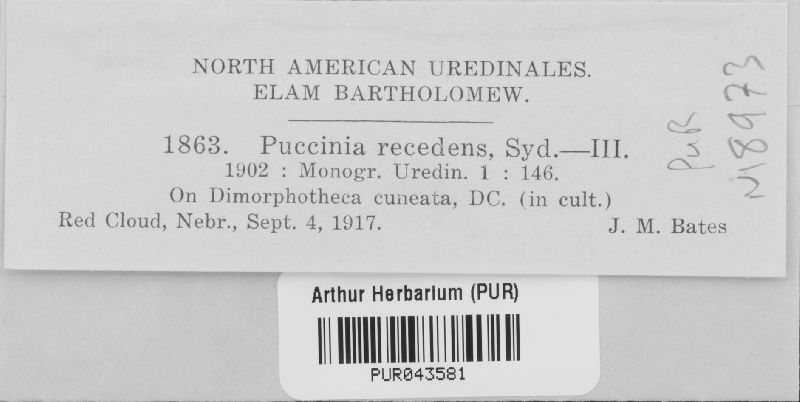 NORTH AMERICAN UREDINALES.
ELAM BARTHOLOMEW.
1863. Puccinia recedens, Syd.—III.
1902 : Monogr. Uredin. 1 : 146.
On Dimorphotheca cuneata, DC. (in cult.)
Red Cloud, Nebr., Sept. 4, 1917. J. M. Bates
PUR
N18973
Arthur Herbarium (PUR)
PUR043581